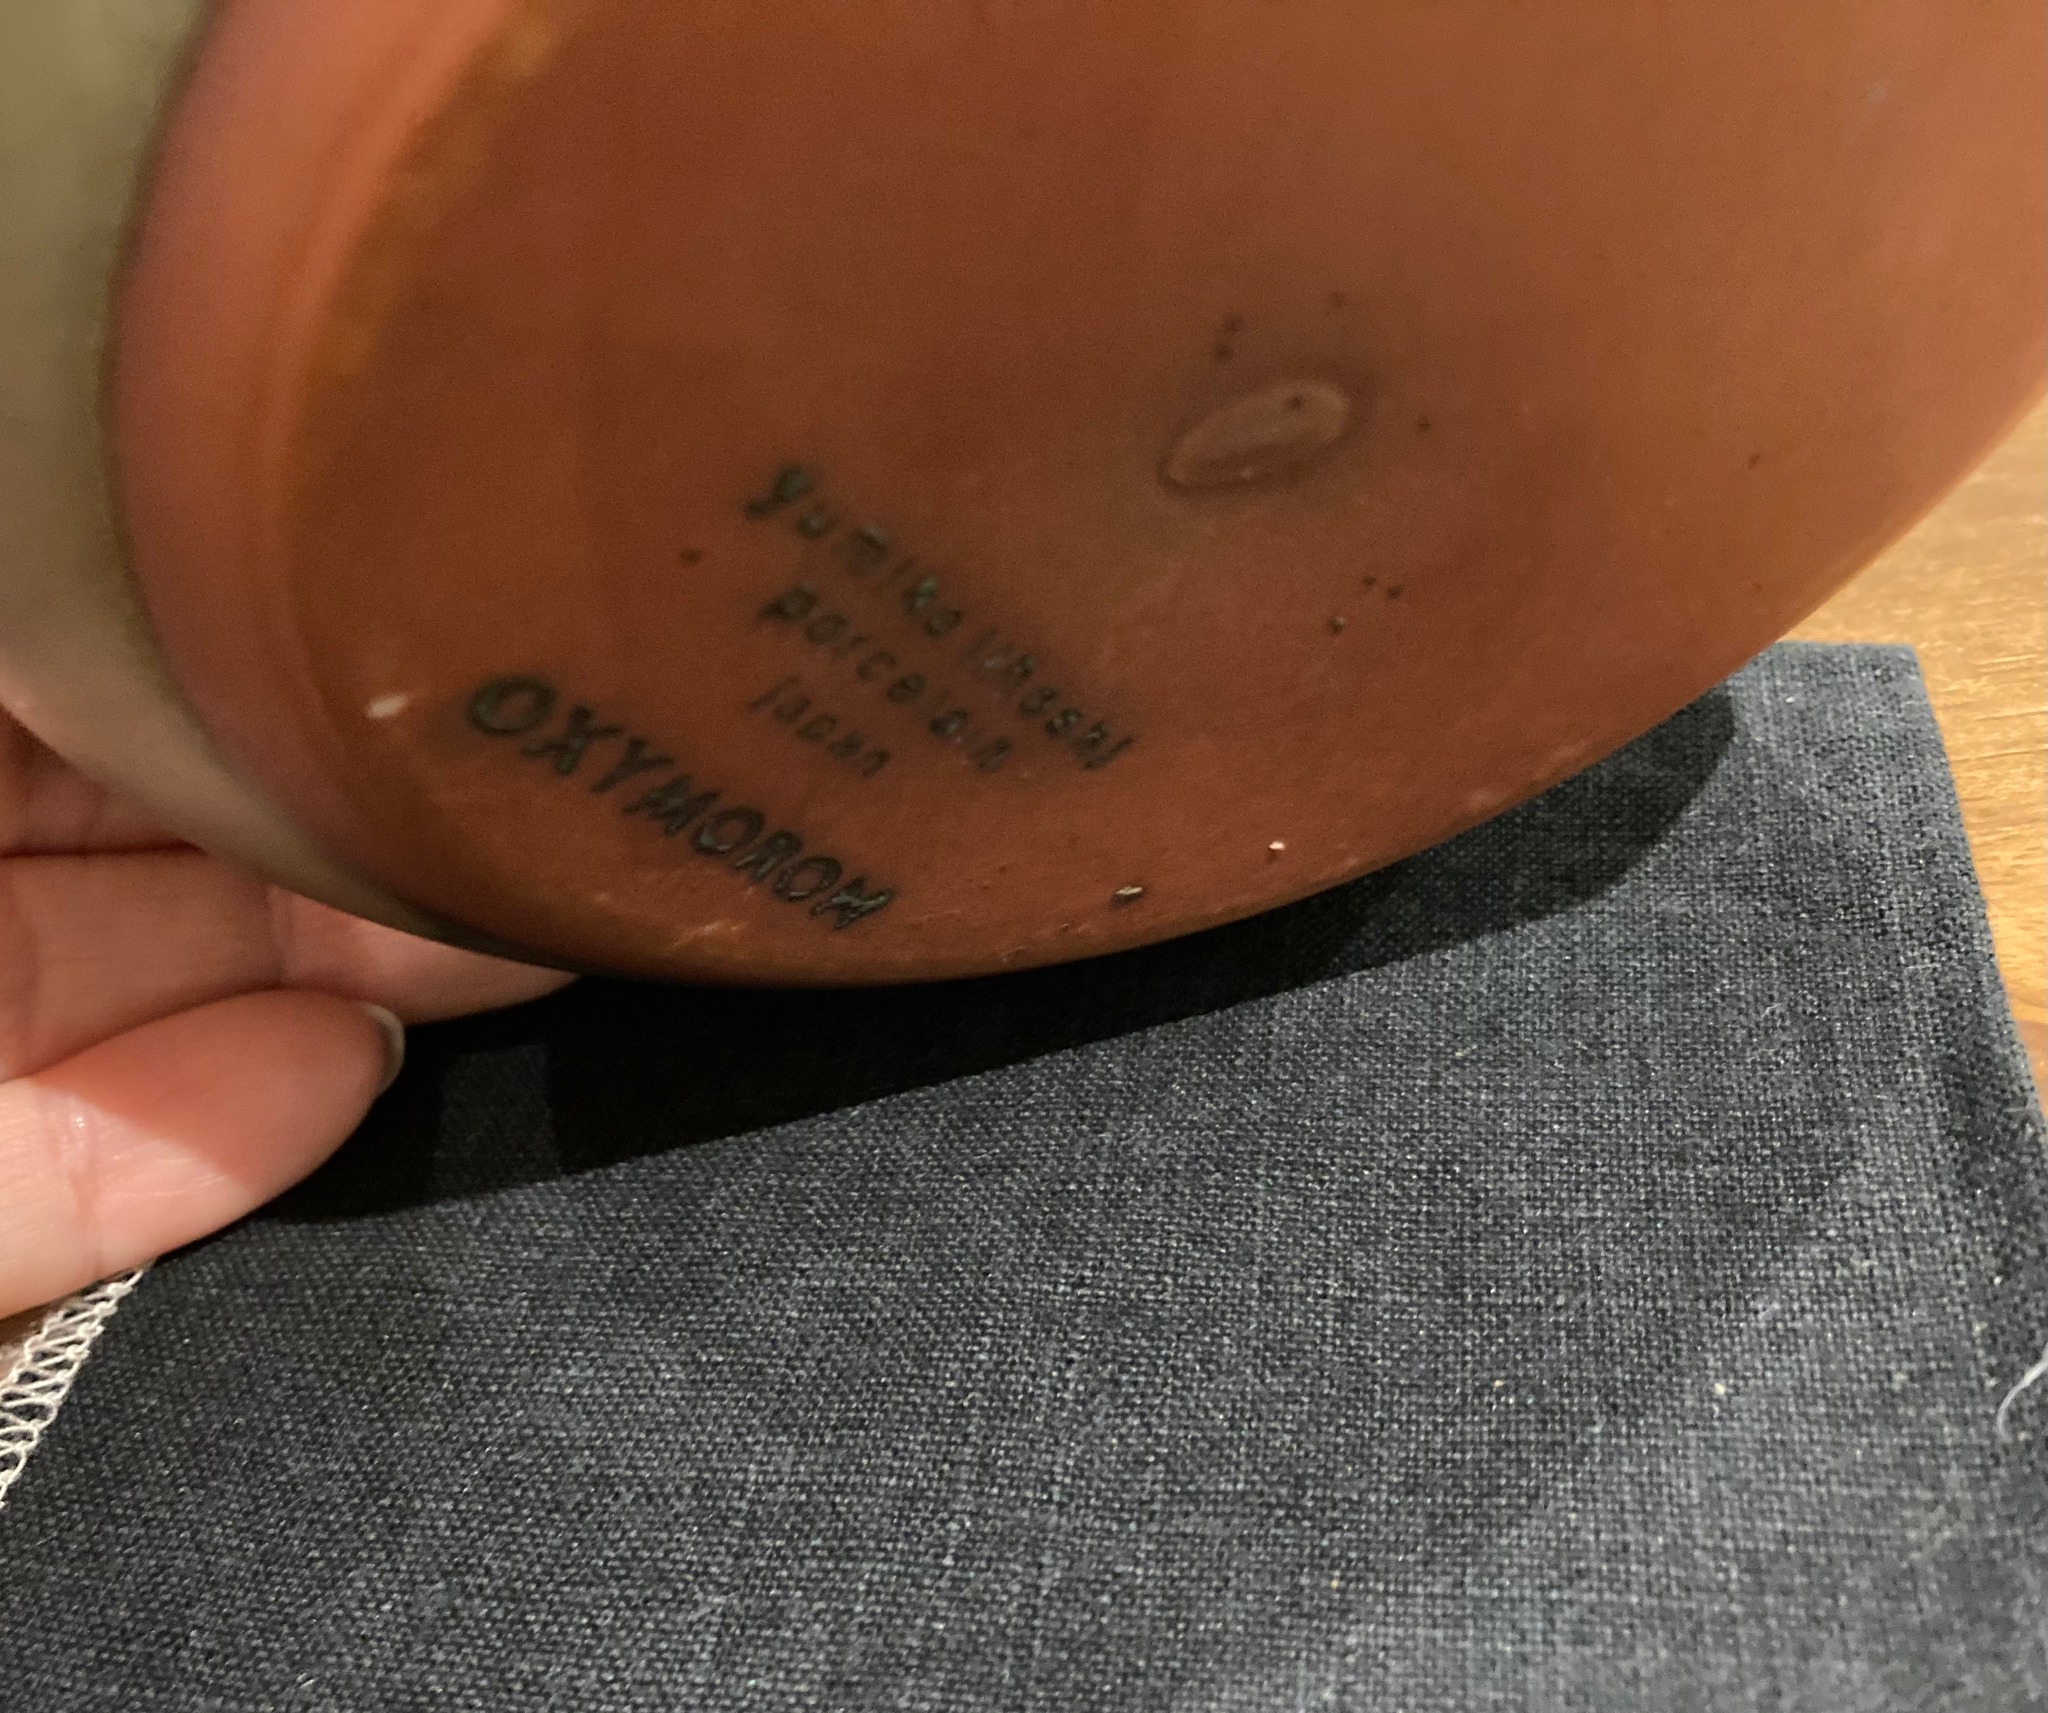 yumiko iihoshi
porcelain
japan
OXYMORON